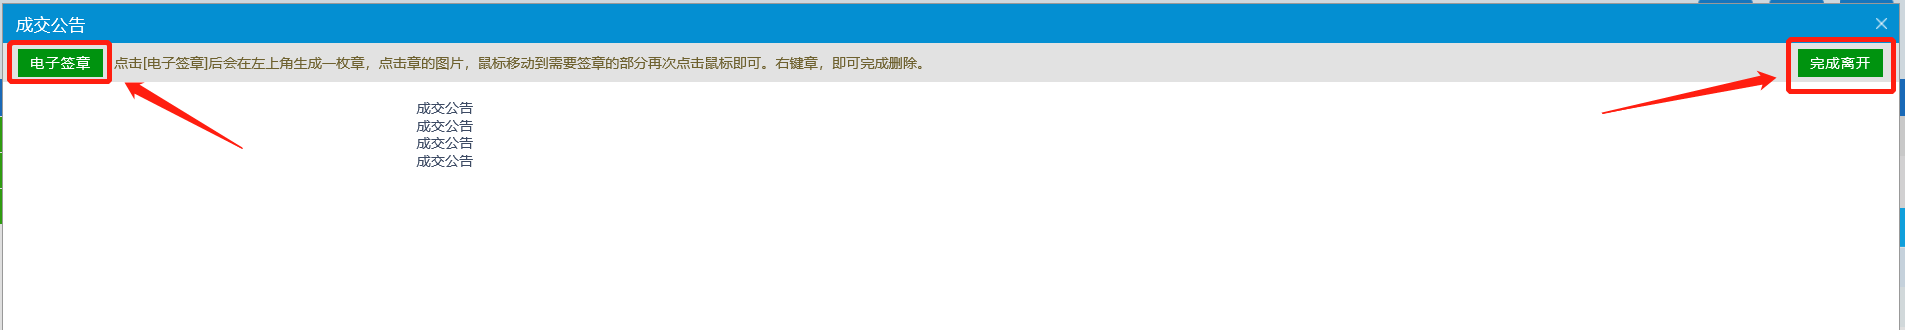 成交公告
电子签章 点击[电子签章]后会在左上角生成一枚章，点击章的图片，鼠标移动到需要签章的部分再次点击鼠标即可。右键章，即可完成删除。 完成离开
成交公告
成交公告
成交公告
成交公告